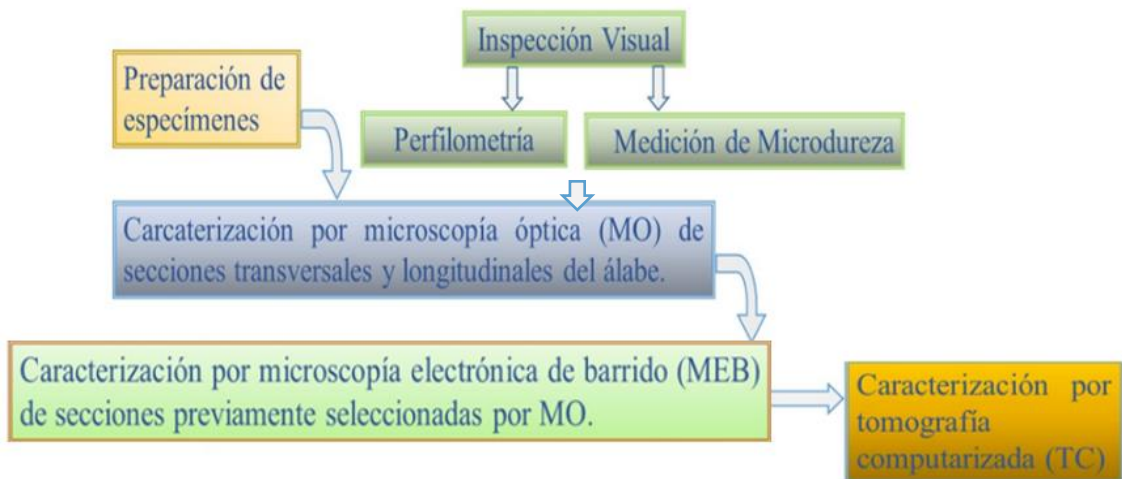 Inspección Visual
Preparación de
especímenes
Perfilometría
Medición de Microdureza
Carcaterización por microscopía óptica (MO) de
secciones transversales y longitudinales del álabe.
Caracterización por microscopía electrónica de barrido (MEB)
de secciones previamente seleccionadas por MO.
Caracterización por
tomografía
computarizada (TC)